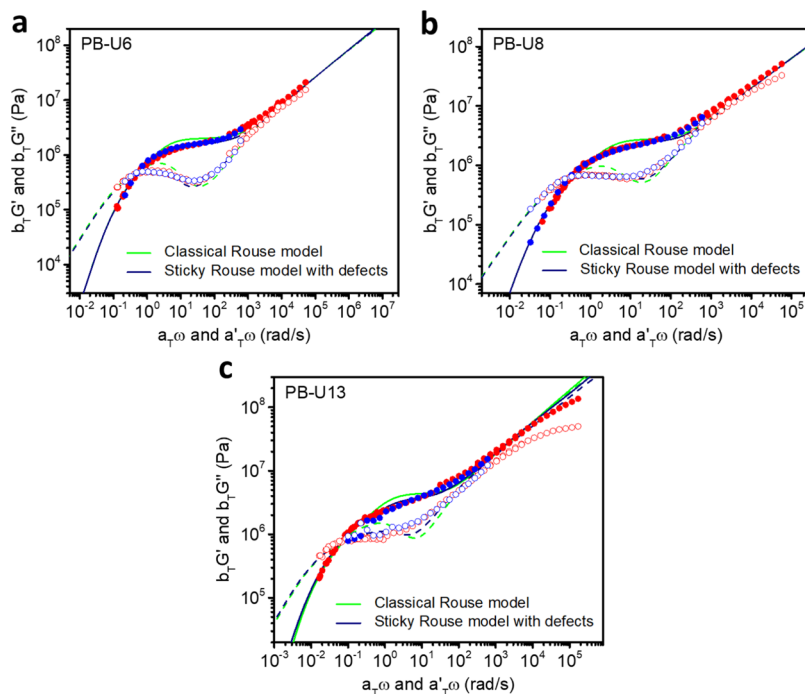 a
PB-U6
b_TG' and b_TG'' (Pa)
10^8
10^7
10^6
10^5
10^4
Classical Rouse model
Sticky Rouse model with defects
10^-2 10^-1 10^0 10^1 10^2 10^3 10^4 10^5 10^6 10^7
a_Tω and a'_Tω (rad/s)
b
PB-U8
b_TG' and b_TG'' (Pa)
10^8
10^7
10^6
10^5
10^4
Classical Rouse model
Sticky Rouse model with defects
10^-2 10^-1 10^0 10^1 10^2 10^3 10^4 10^5
a_Tω and a'_Tω (rad/s)
c
PB-U13
b_TG' and b_TG'' (Pa)
10^8
10^7
10^6
10^5
Classical Rouse model
Sticky Rouse model with defects
10^-3 10^-2 10^-1 10^0 10^1 10^2 10^3 10^4 10^5
a_Tω and a'_Tω (rad/s)